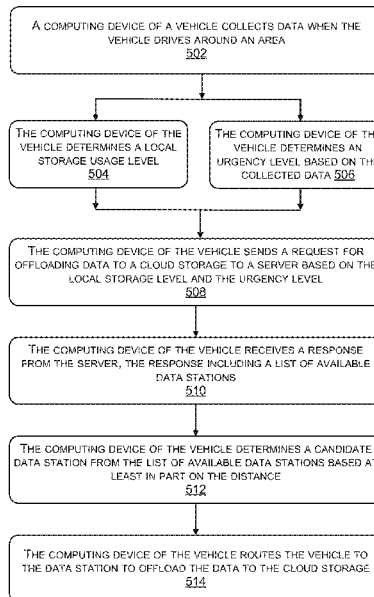 A COMPUTING DEVICE OF A VEHICLE COLLECTS DATA WHEN THE
VEHICLE DRIVES AROUND AN AREA
502
THE COMPUTING DEVICE OF THE
VEHICLE DETERMINES A LOCAL
STORAGE USAGE LEVEL
504
THE COMPUTING DEVICE OF THE
VEHICLE DETERMINES AN
URGENCY LEVEL BASED ON THE
COLLECTED DATA 506
THE COMPUTING DEVICE OF THE VEHICLE SENDS A REQUEST FOR
OFFLOADING DATA TO A CLOUD STORAGE TO A SERVER BASED ON THE
LOCAL STORAGE LEVEL AND THE URGENCY LEVEL
508
THE COMPUTING DEVICE OF THE VEHICLE RECEIVES A RESPONSE
FROM THE SERVER, THE RESPONSE INCLUDING A LIST OF AVAILABLE
DATA STATIONS
510
THE COMPUTING DEVICE OF THE VEHICLE DETERMINES A CANDIDATE
DATA STATION FROM THE LIST OF AVAILABLE DATA STATIONS BASED AT
LEAST IN PART ON THE DISTANCE
512
THE COMPUTING DEVICE OF THE VEHICLE ROUTES THE VEHICLE TO
THE DATA STATION TO OFFLOAD THE DATA TO THE CLOUD STORAGE
514